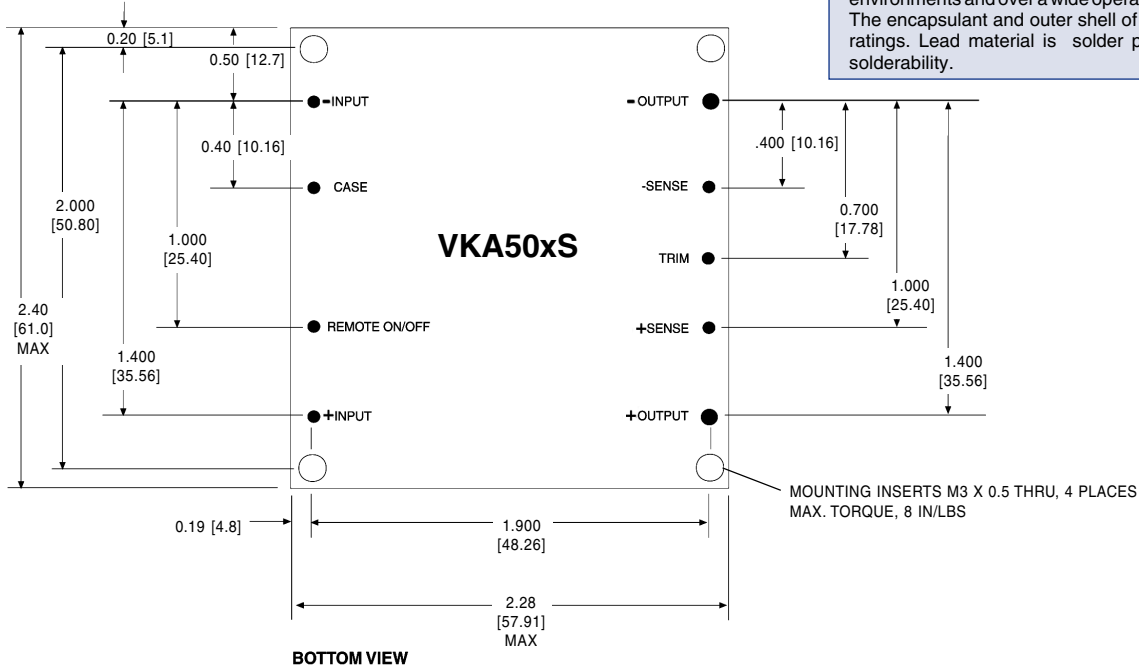 environments and over a wide opera
The encapsulant and outer shell of
ratings. Lead material is solder p
solderability.
0.20 [5.1]
0.50 [12.7]
-INPUT
-OUTPUT
0.40 [10.16]
.400 [10.16]
CASE
-SENSE
2.000
[50.80]
0.700
[17.78]
1.000
[25.40]
VKA50xS
TRIM
1.000
[25.40]
2.40
[61.0]
MAX
REMOTE ON/OFF
+SENSE
1.400
[35.56]
1.400
[35.56]
+INPUT
+OUTPUT
MOUNTING INSERTS M3 X 0.5 THRU, 4 PLACES
MAX. TORQUE, 8 IN/LBS
0.19 [4.8]
1.900
[48.26]
2.28
[57.91]
MAX
BOTTOM VIEW